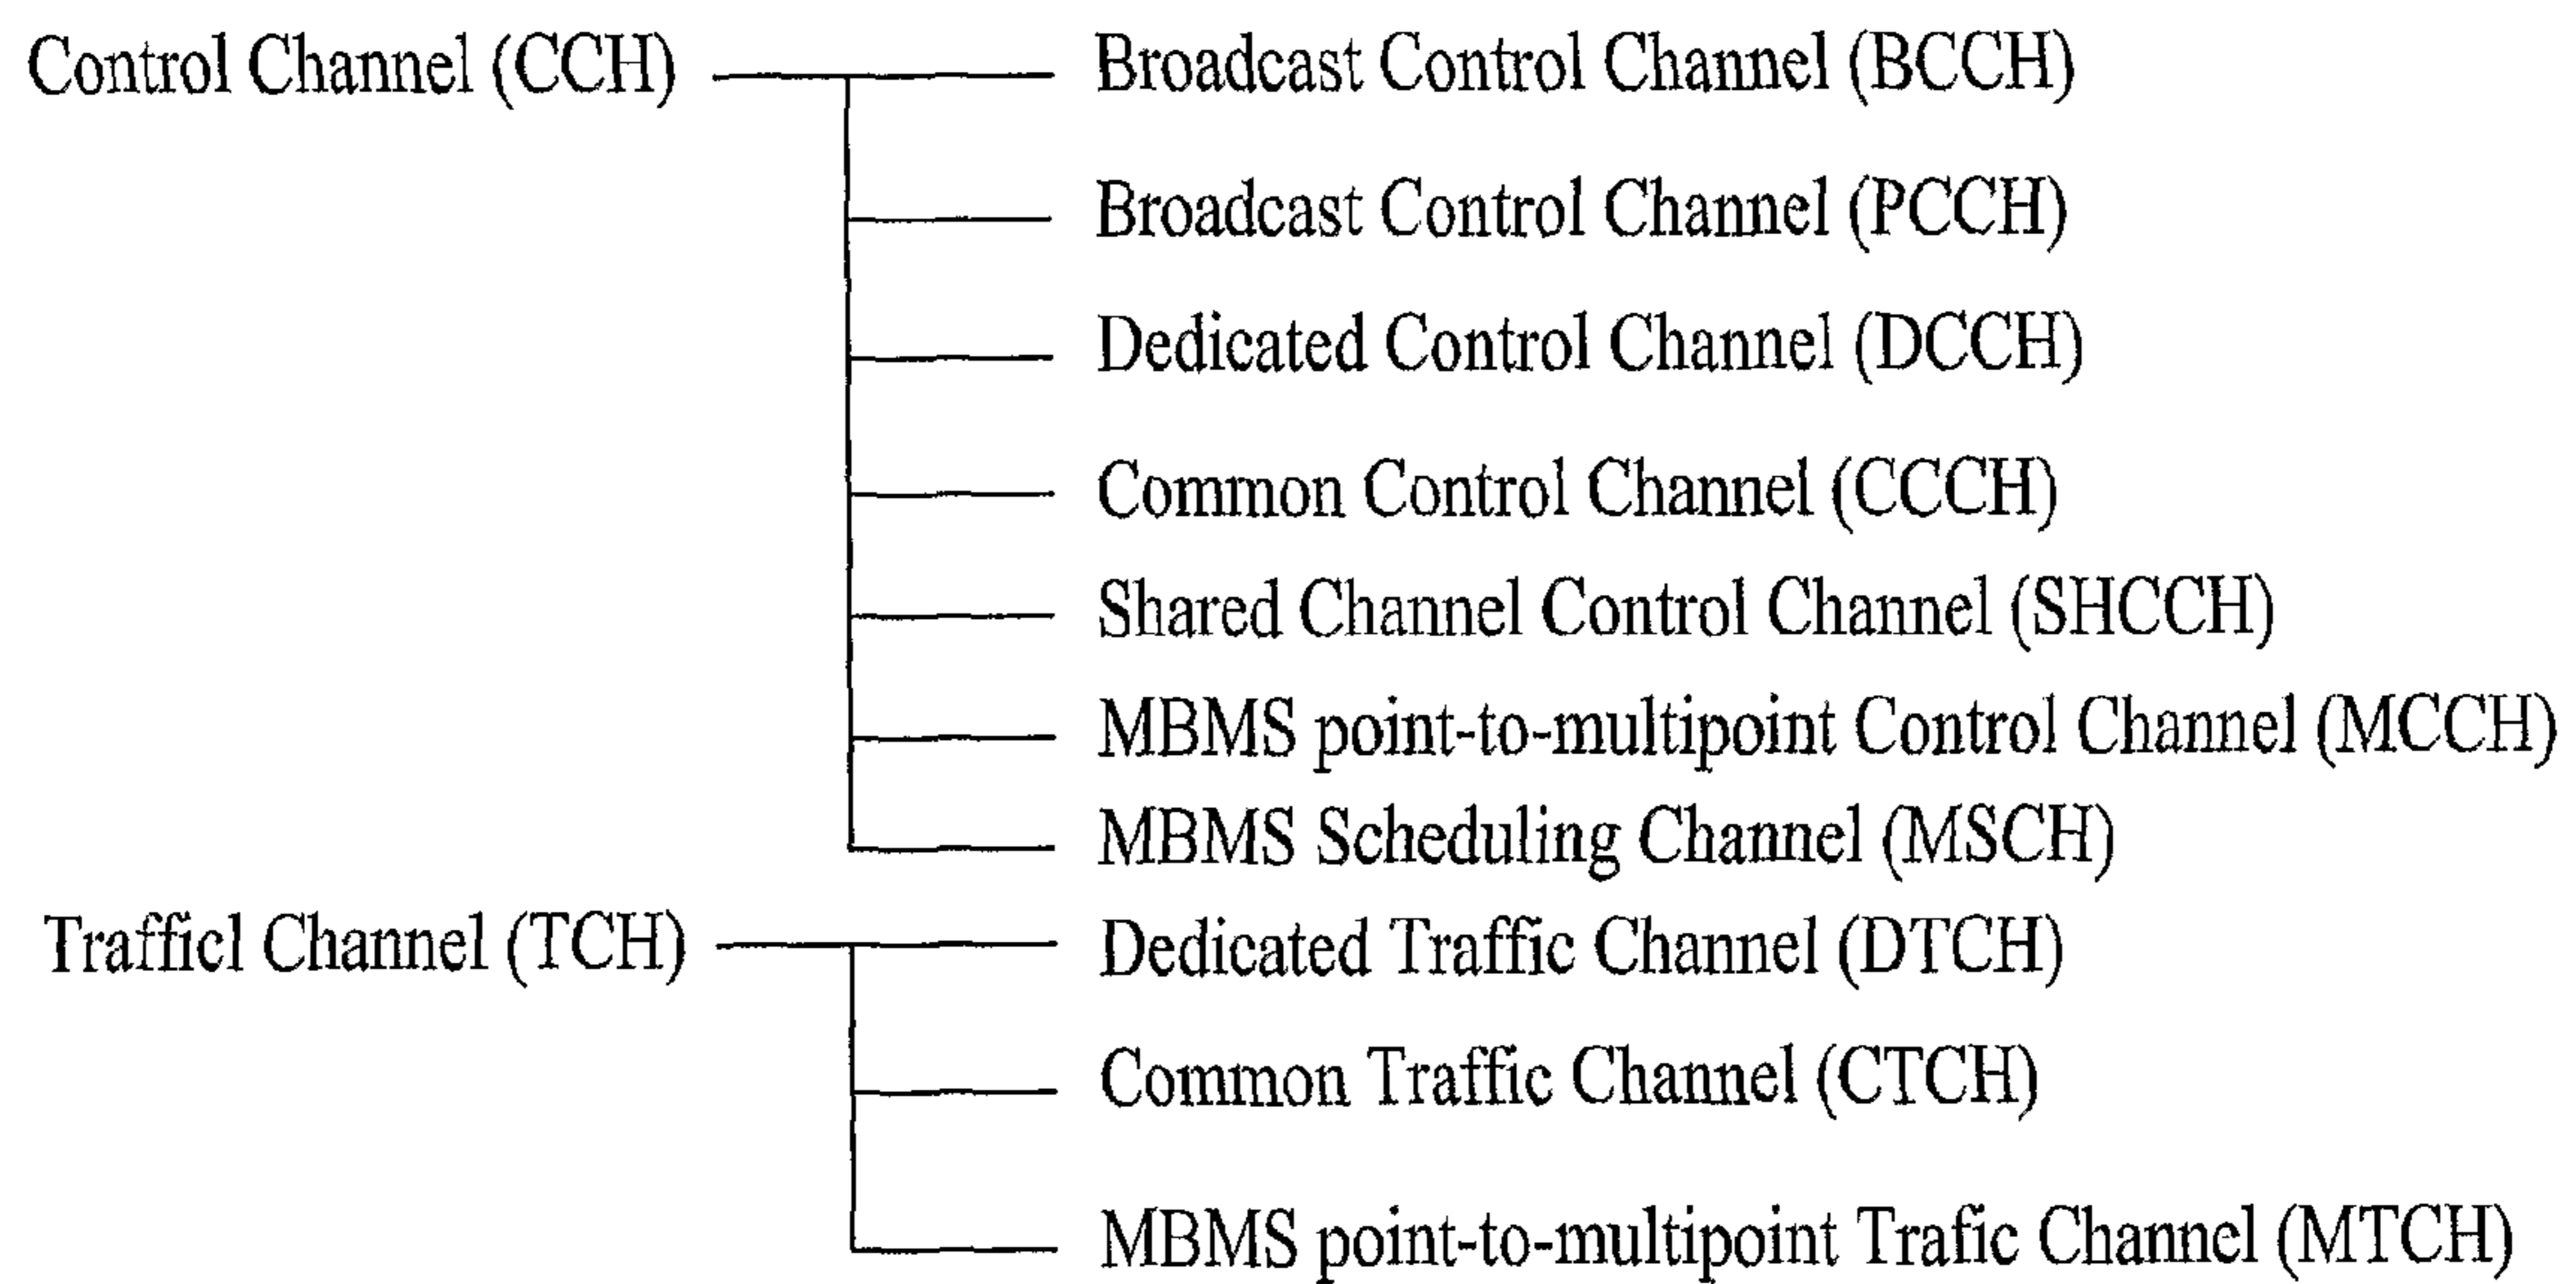 Control Channel (CCH)
Broadcast Control Channel (BCCH)
Broadcast Control Channel (PCCH)
Dedicated Control Channel (DCCH)
Common Control Channel (CCCH)
Shared Channel Control Channel (SHCCH)
MBMS point-to-multipoint Control Channel (MCCH)
MBMS Scheduling Channel (MSCH)
Trafficl Channel (TCH)
Dedicated Traffic Channel (DTCH)
Common Traffic Channel (CTCH)
MBMS point-to-multipoint Trafic Channel (MTCH)